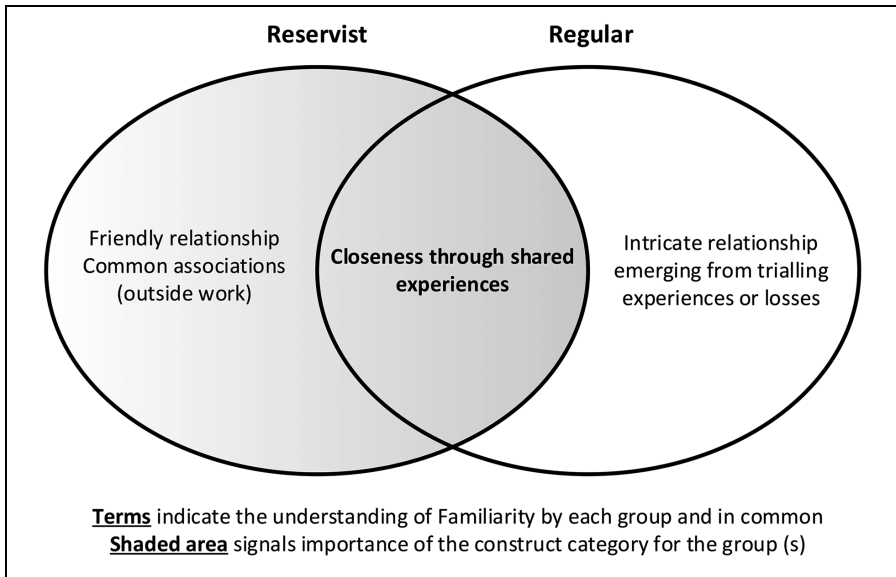 Reservist
Regular
Friendly relationship
Common associations
(outside work)
Closeness through shared
experiences
Intricate relationship
emerging from trialling
experiences or losses
Terms indicate the understanding of Familiarity by each group and in common
Shaded area signals importance of the construct category for the group (s)